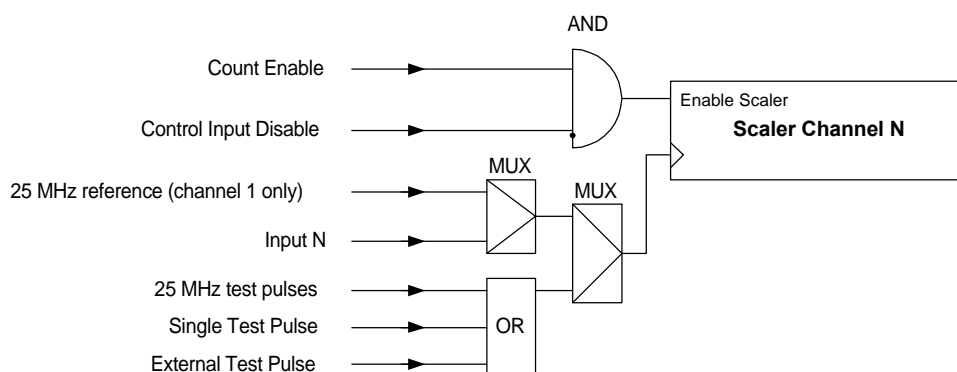 AND
Count Enable
Enable Scaler
Scaler Channel N
Control Input Disable
MUX
MUX
25 MHz reference (channel 1 only)
Input N
25 MHz test pulses
Single Test Pulse
OR
External Test Pulse